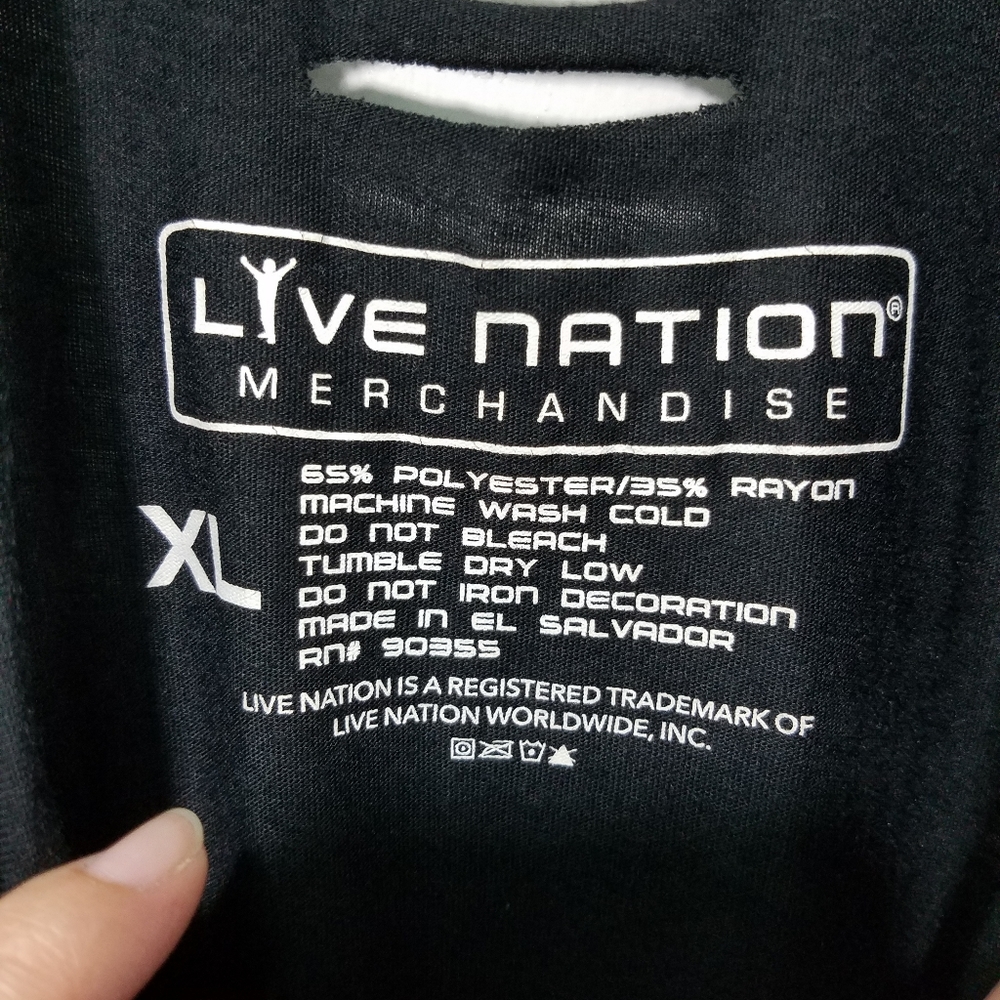 LIVE NATION®
MERCHANDISE
XL
65% POLYESTER/35% RAYON
MACHINE WASH COLD
DO NOT BLEACH
TUMBLE DRY LOW
DO NOT IRON DECORATION
MADE IN EL SALVADOR
RN# 90355
LIVE NATION IS A REGISTERED TRADEMARK OF
LIVE NATION WORLDWIDE, INC.